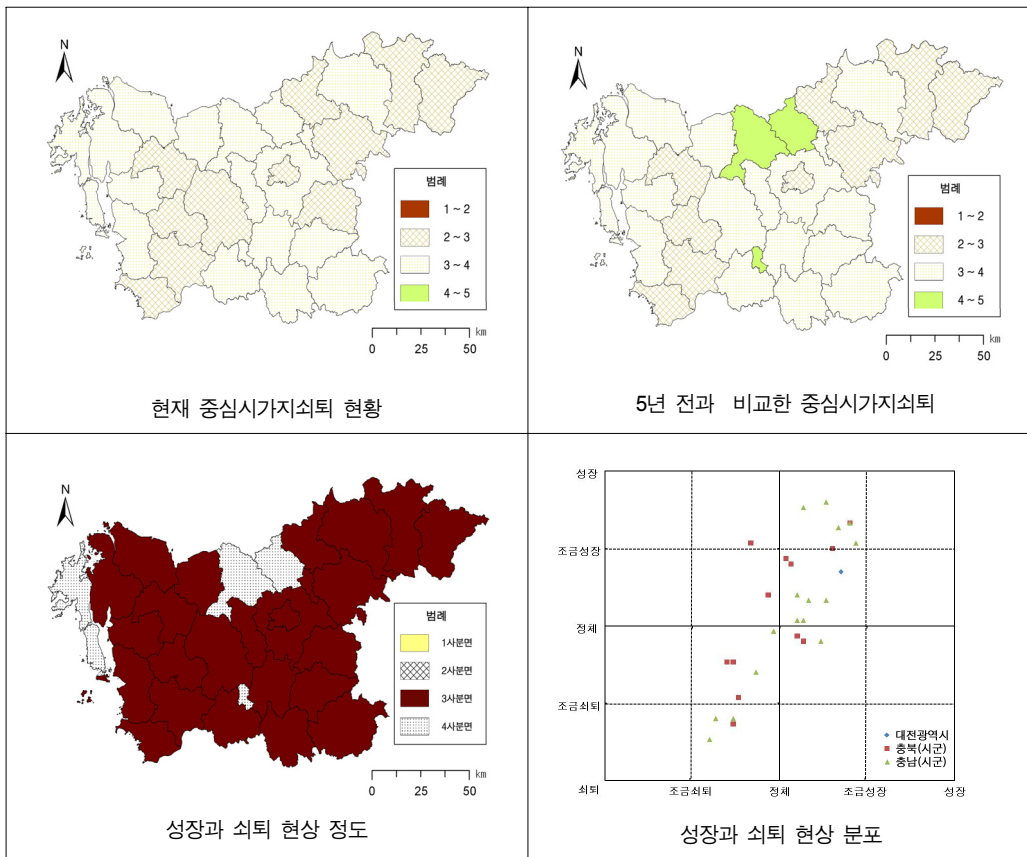 N
범례
1～2
2～3
3～4
4～5
km
0 25 50
현재 중심시가지쇠퇴 현황
N
범례
1～2
2～3
3～4
4～5
km
0 25 50
5년 전과 비교한 중심시가지쇠퇴
N
범례
1사분면
2사분면
3사분면
4사분면
km
0 25 50
성장과 쇠퇴 현상 정도
성장
조금성장
정체
조금쇠퇴
쇠퇴
대전광역시
충북(시군)
충남(시군)
조금쇠퇴 정체 조금성장 성장
성장과 쇠퇴 현상 분포